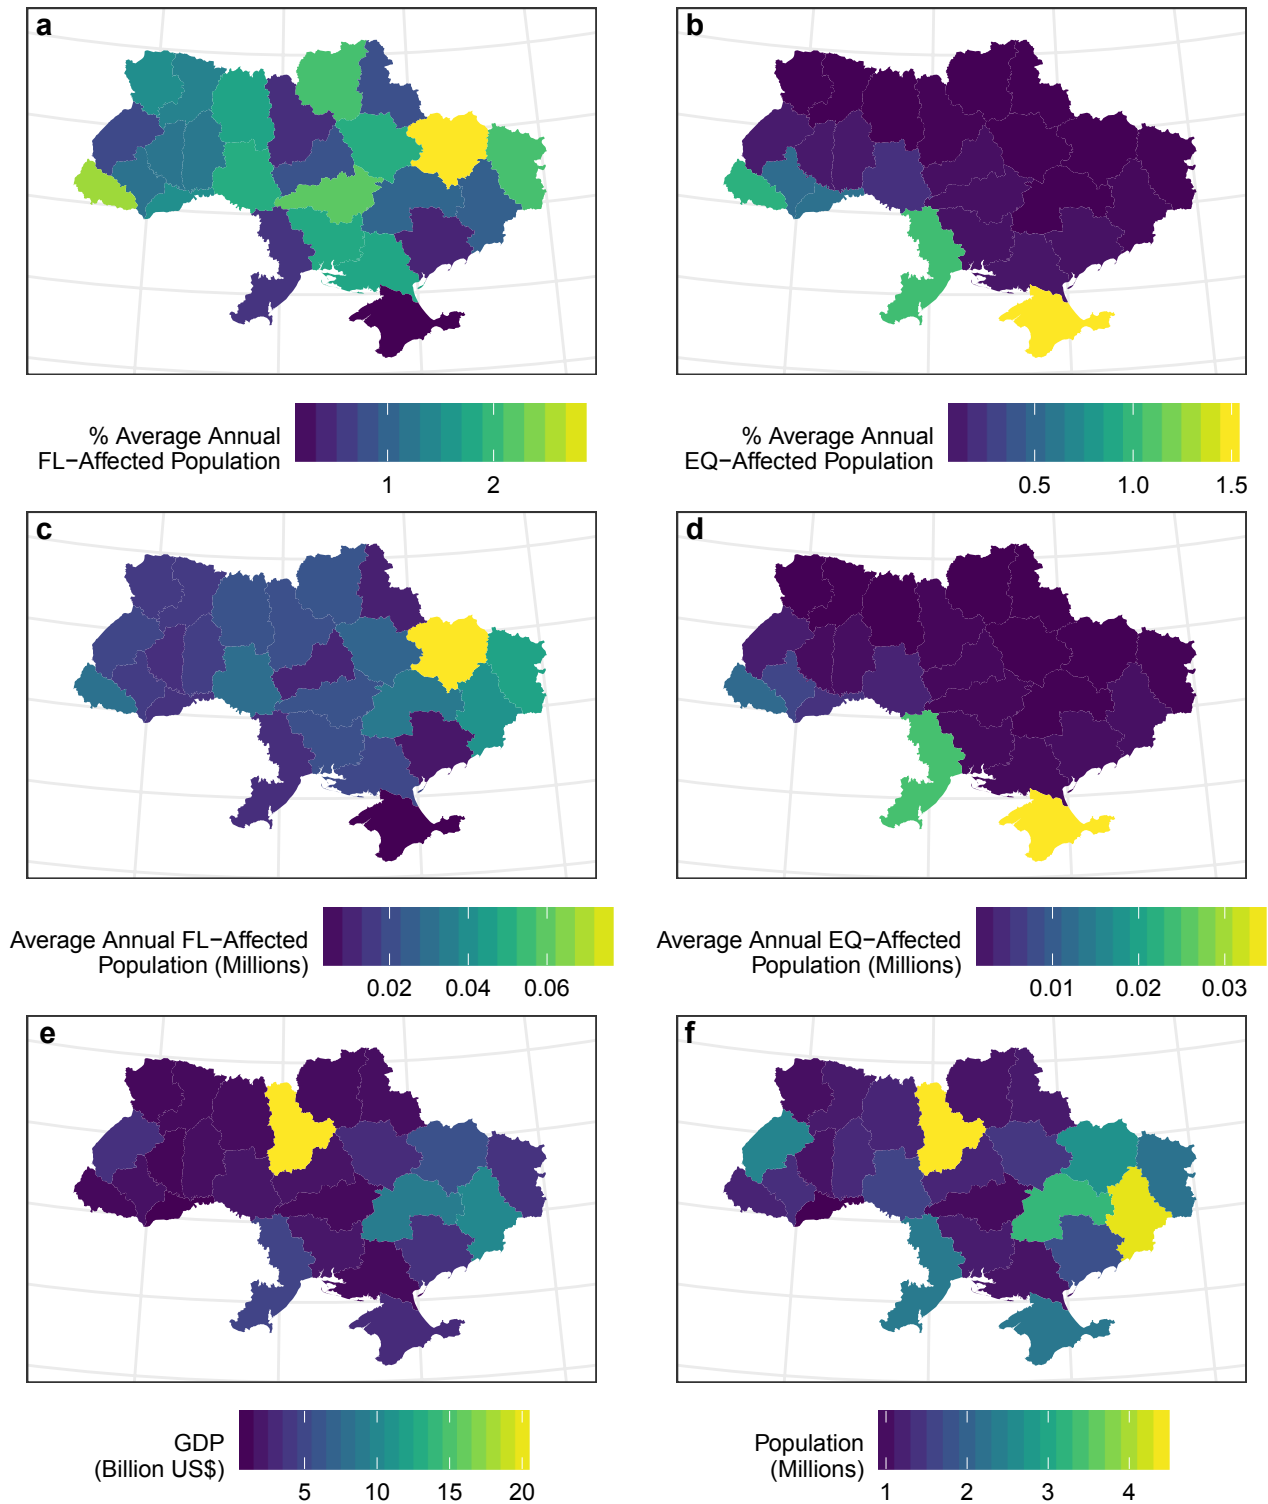 a
b
% Average Annual
FL−Affected Population
1 2
% Average Annual
EQ−Affected Population
0.5 1.0 1.5
c
d
Average Annual FL−Affected
Population (Millions)
0.02 0.04 0.06
Average Annual EQ−Affected
Population (Millions)
0.01 0.02 0.03
e
f
GDP
(Billion US$)
5 10 15 20
Population
(Millions)
1 2 3 4